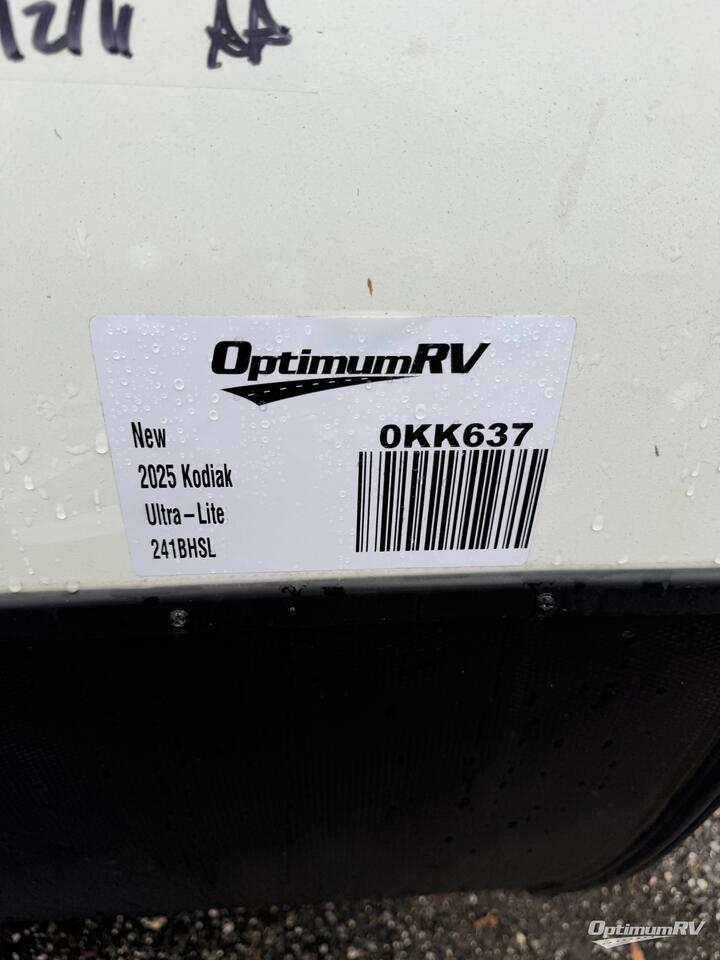 OptimumRV
New
0KK637
2025 Kodiak
Ultra-Lite
241BHSL
OptimumRV